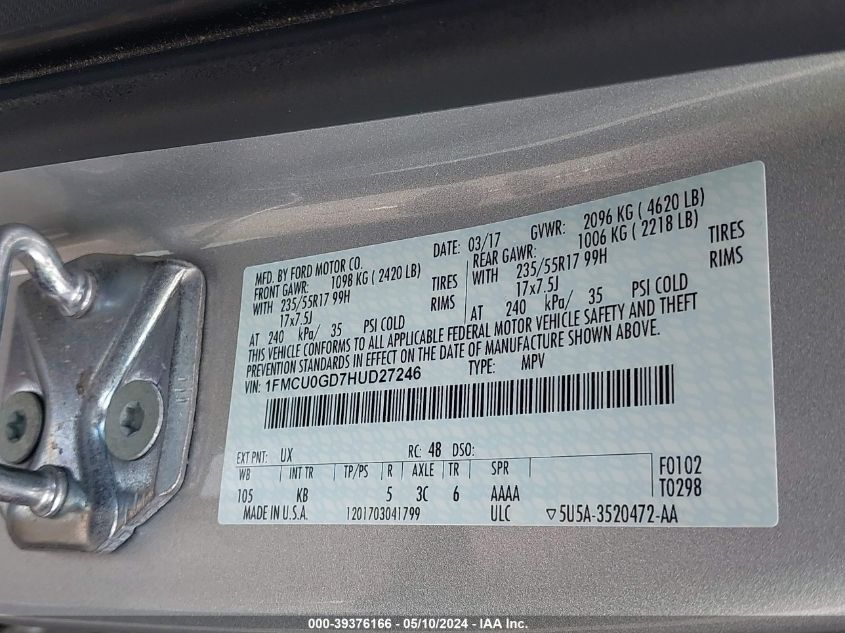 MFD. BY FORD MOTOR CO.
DATE: 03/17 GVWR: 2096 KG ( 4620 LB)
FRONT GAWR: 1098 KG ( 2420 LB) REAR GAWR: 1006 KG ( 2218 LB)
WITH 235/55R17 99H TIRES WITH 235/55R17 99H TIRES
17x7.5J RIMS 17x7.5J RIMS
AT 240 kPa/ 35 PSI COLD AT 240 kPa/ 35 PSI COLD
THIS VEHICLE CONFORMS TO ALL APPLICABLE FEDERAL MOTOR VEHICLE SAFETY AND THEFT
PREVENTION STANDARDS IN EFFECT ON THE DATE OF MANUFACTURE SHOWN ABOVE.
VIN: 1FMCU0GD7HUD27246 TYPE: MPV
EXT PNT: UX RC: 48 DSO:
WB INT TR TP/PS R AXLE TR SPR F0102
105 KB 5 3C 6 AAAA T0298
MADE IN U.S.A. 1201703041799 ULC ▽5U5A-3520472-AA
000-39376166 - 05/10/2024 - IAA Inc.